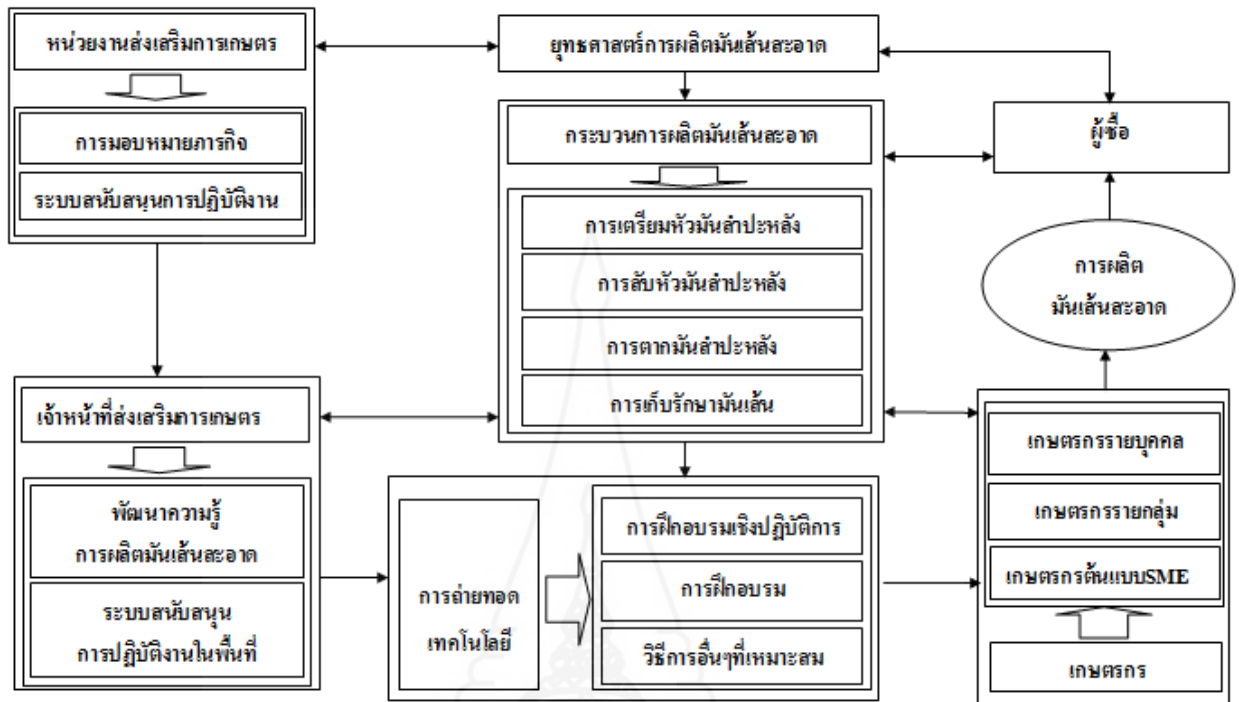 หน่วยงานส่งเสริมการเกษตร
การมอบหมายภารกิจ
ระบบสนับสนุนการปฏิบัติงาน
ยุทธศาสตร์การผลิตมันเส้นสะอาด
กระบวนการผลิตมันเส้นสะอาด
การเตรียมหัวมันสำปะหลัง
การสับหัวมันสำปะหลัง
การตากมันสำปะหลัง
การเก็บรักษามันเส้น
ผู้ซื้อ
การผลิต
มันเส้นสะอาด
เจ้าหน้าที่ส่งเสริมการเกษตร
พัฒนาความรู้
การผลิตมันเส้นสะอาด
ระบบสนับสนุน
การปฏิบัติงานในพื้นที่
การถ่ายทอด
เทคโนโลยี
การฝึกอบรมเชิงปฏิบัติการ
การฝึกอบรม
วิธีการอื่นๆที่เหมาะสม
เกษตรกรรายบุคคล
เกษตรกรรายกลุ่ม
เกษตรกรต้นแบบSME
เกษตรกร